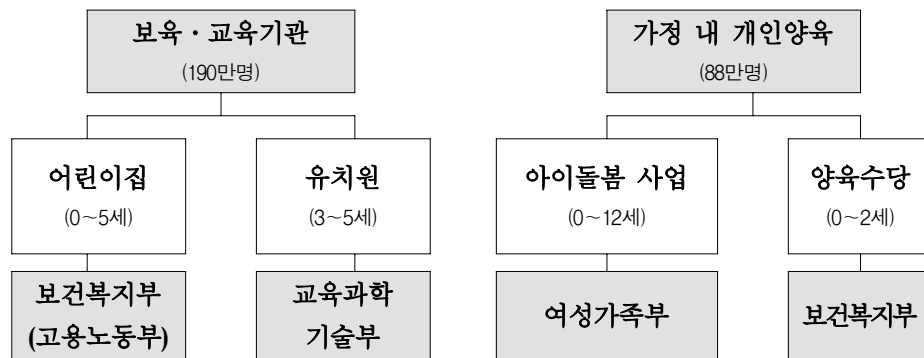 보육·교육기관
(190만명)
가정 내 개인양육
(88만명)
어린이집
(0~5세)
유치원
(3~5세)
아이돌봄 사업
(0~12세)
양육수당
(0~2세)
보건복지부
(고용노동부)
교육과학
기술부
여성가족부
보건복지부